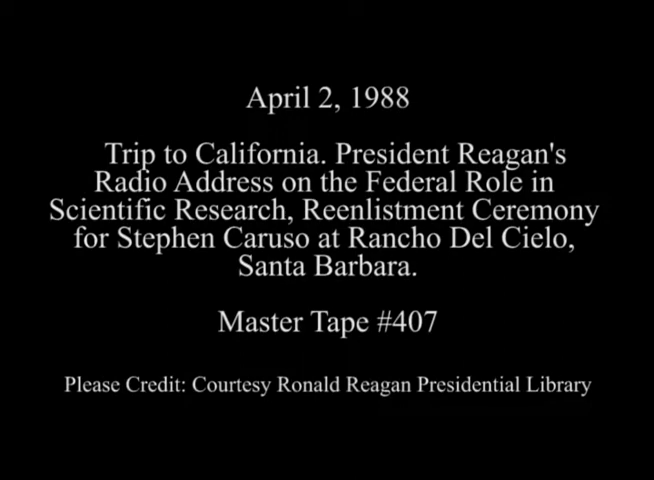 April 2, 1988
Trip to California. President Reagan's
Radio Address on the Federal Role in
Scientific Research, Reenlistment Ceremony
for Stephen Caruso at Rancho Del Cielo,
Santa Barbara.
Master Tape #407
Please Credit: Courtesy Ronald Reagan Presidential Library